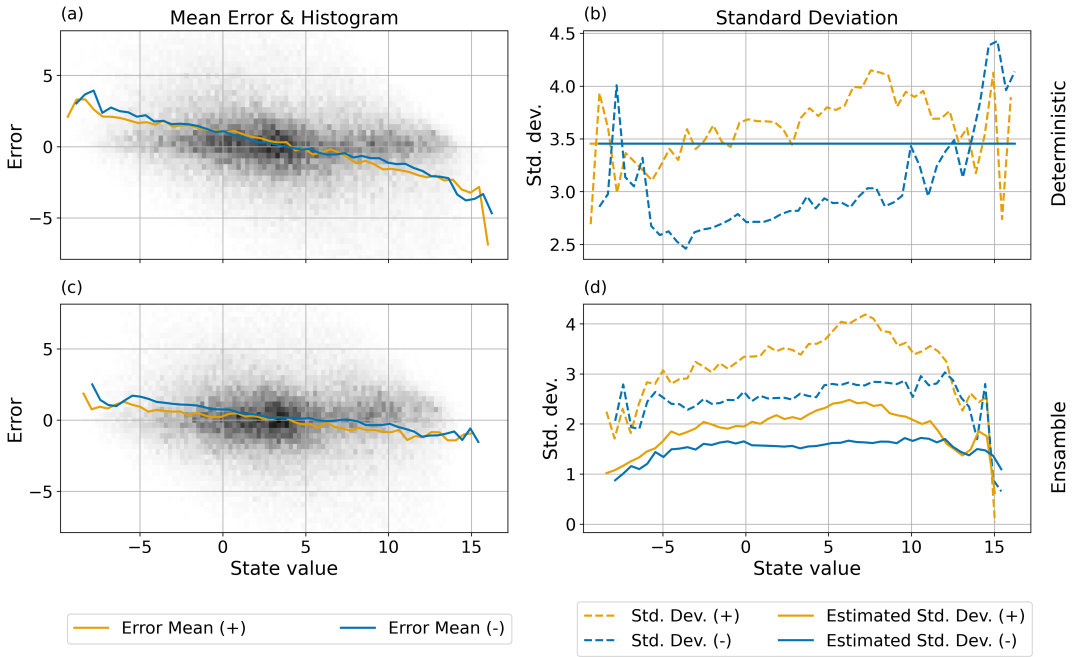 (a)
Mean Error & Histogram
(b)
Standard Deviation
5
0
−5
Error
4.5
4.0
3.5
3.0
2.5
Std. dev.
Deterministic
(c)
(d)
5
0
−5
Error
−5
0
5
10
15
State value
4
3
2
1
0
Std. dev.
−5
0
5
10
15
State value
Ensamble
Error Mean (+)
Error Mean (-)
Std. Dev. (+)
Estimated Std. Dev. (+)
Std. Dev. (-)
Estimated Std. Dev. (-)